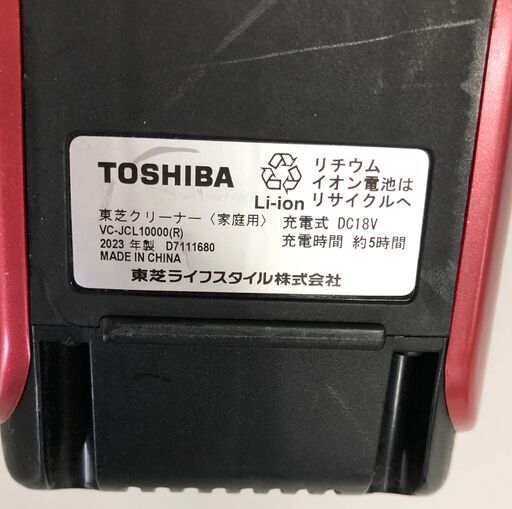 TOSHIBA
Li-ion
リチウム
イオン電池は
リサイクルへ
東芝クリーナー〈家庭用〉 充電式 DC18V
VC-JCL10000(R)
2023 年製 D7111680 充電時間 約5時間
MADE IN CHINA
東芝ライフスタイル株式会社